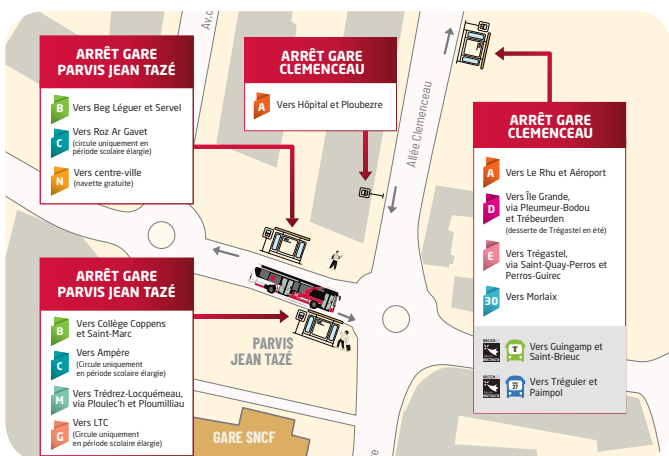 ARRÊT GARE
PARVIS JEAN TAZÉ
B
Vers Beg Léguer et Servel
C
Vers Roz Ar Gavet
(circule uniquement en
période scolaire élargie)
N
Vers centre-ville
(navette gratuite)
ARRÊT GARE
CLEMENCEAU
A
Vers Hôpital et Ploubezre
ARRÊT GARE
CLEMENCEAU
A
Vers Le Rhu et Aéroport
D
Vers Île Grande,
via Pleumeur-Bodou
et Trébeurden
(desserte de Trégastel en été)
E
Vers Trégastel,
via Saint-Quay-Perros et
Perros-Guirec
30
Vers Morlaix
T
Vers Guingamp et
Saint-Brieuc
27
Vers Tréguier et
Paimpol
ARRÊT GARE
PARVIS JEAN TAZÉ
B
Vers Collège Coppens
et Saint-Marc
C
Vers Ampère
(Circule uniquement
en période scolaire élargie)
M
Vers Trédrez-Locquémeau,
via Ploulec'h et Ploumilliau
G
Vers LTC
(Circule uniquement
en période scolaire élargie)
Allée Clemenceau
PARVIS
JEAN TAZÉ
GARE SNCF